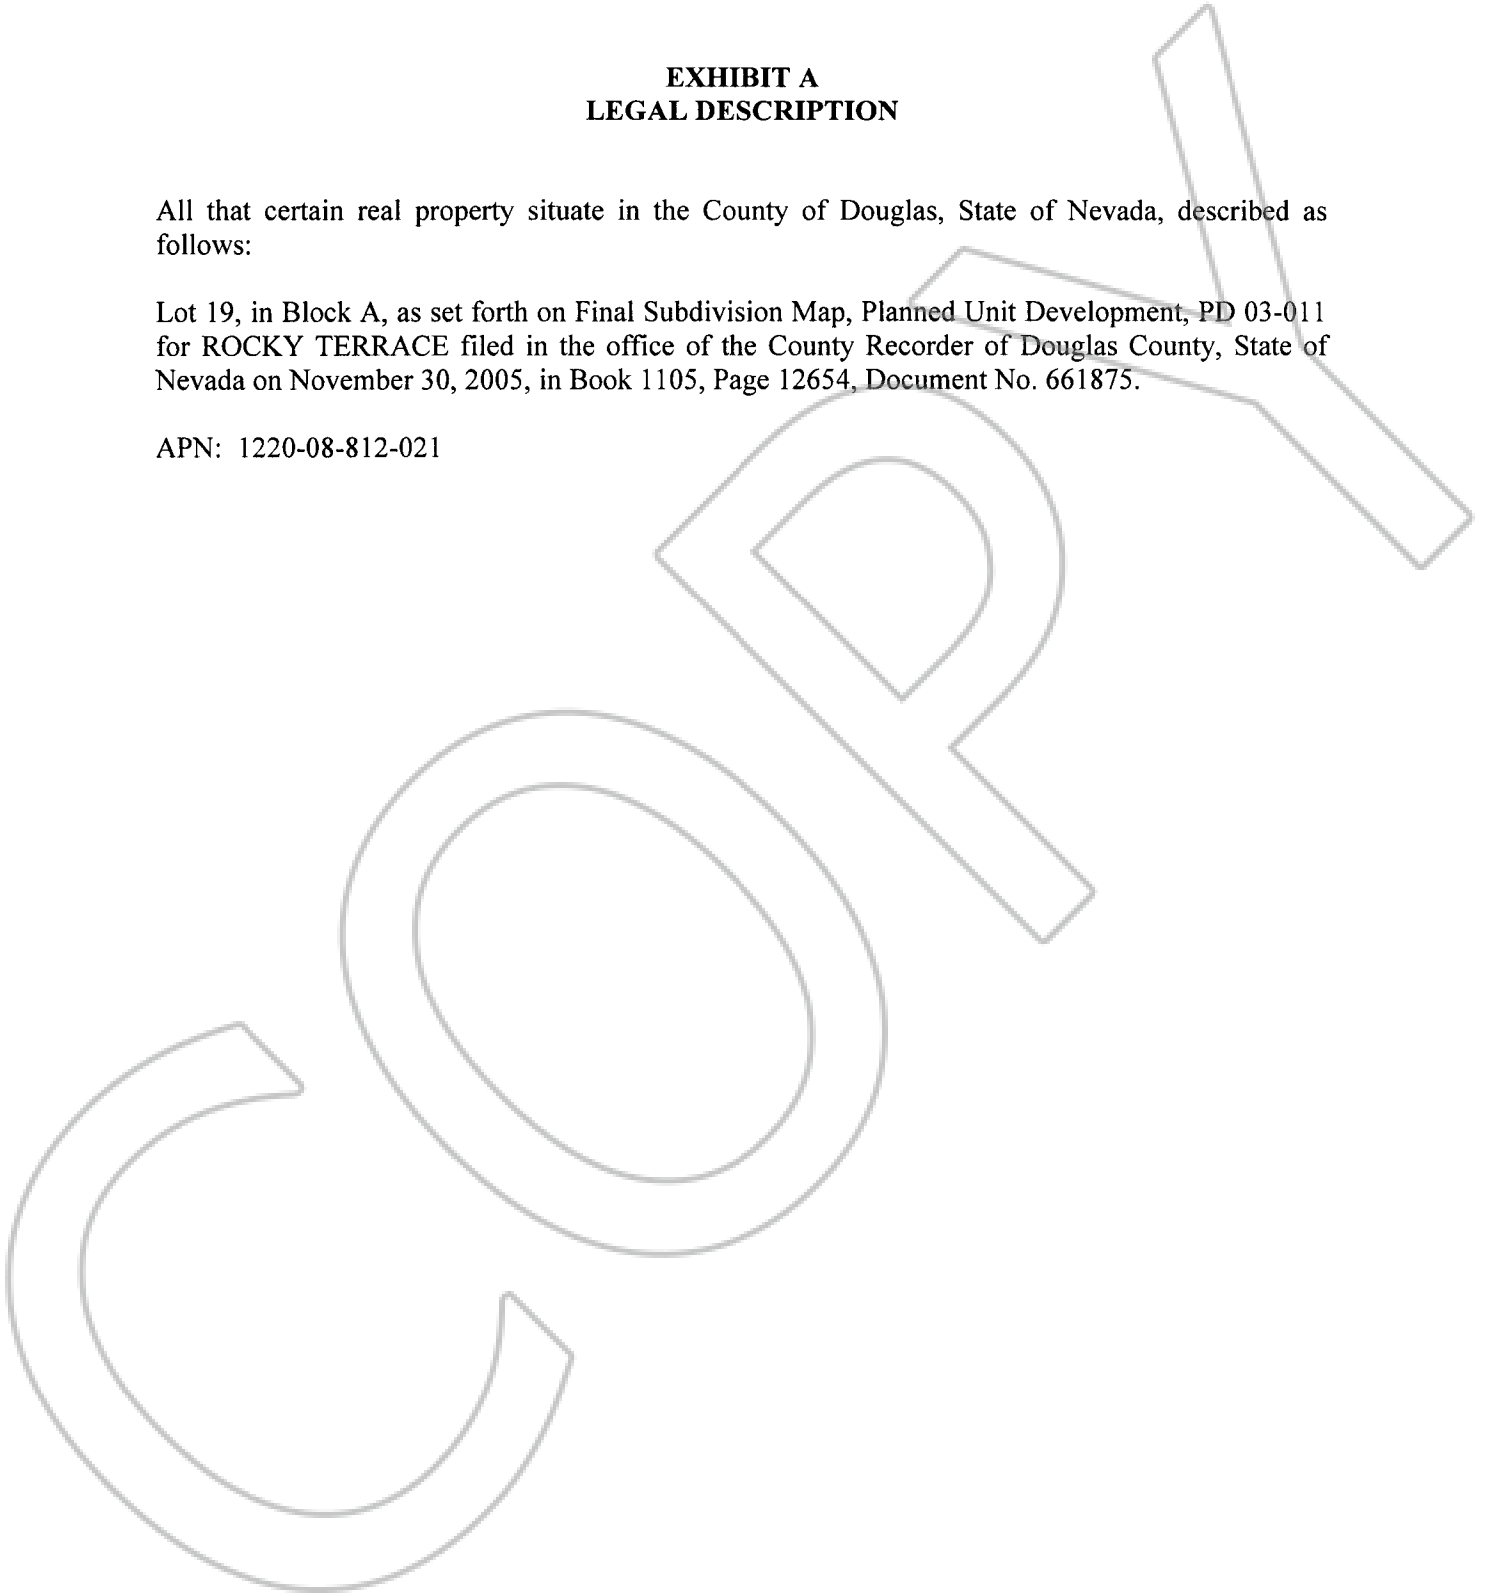 EXHIBIT A
LEGAL DESCRIPTION
All that certain real property situate in the County of Douglas, State of Nevada, described as
follows:
Lot 19, in Block A, as set forth on Final Subdivision Map, Planned Unit Development, PD 03-011
for ROCKY TERRACE filed in the office of the County Recorder of Douglas County, State of
Nevada on November 30, 2005, in Book 1105, Page 12654, Document No. 661875.
APN: 1220-08-812-021
COPY